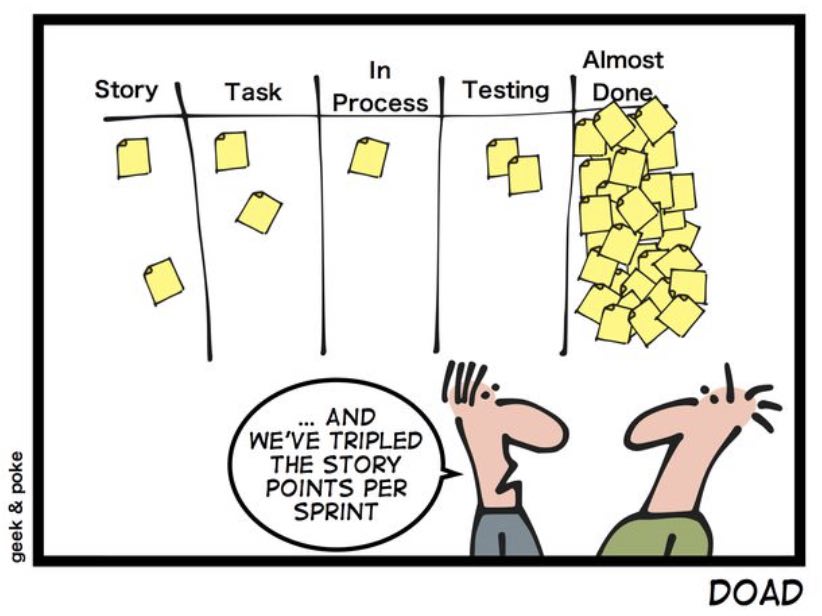 Story
Task
In
Process
Testing
Almost
Done
... AND
WE'VE TRIPLED
THE STORY
POINTS PER
SPRINT
geek & poke
DOAD